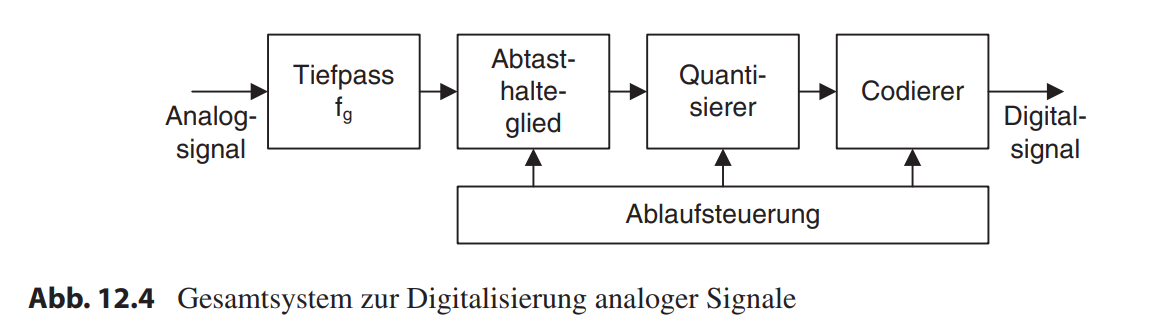 Analog-
signal
Tiefpass
fg
Abtast-
halte-
glied
Quanti-
sierer
Codierer
Digital-
signal
Ablaufsteuerung
Abb. 12.4 Gesamtsystem zur Digitalisierung analoger Signale